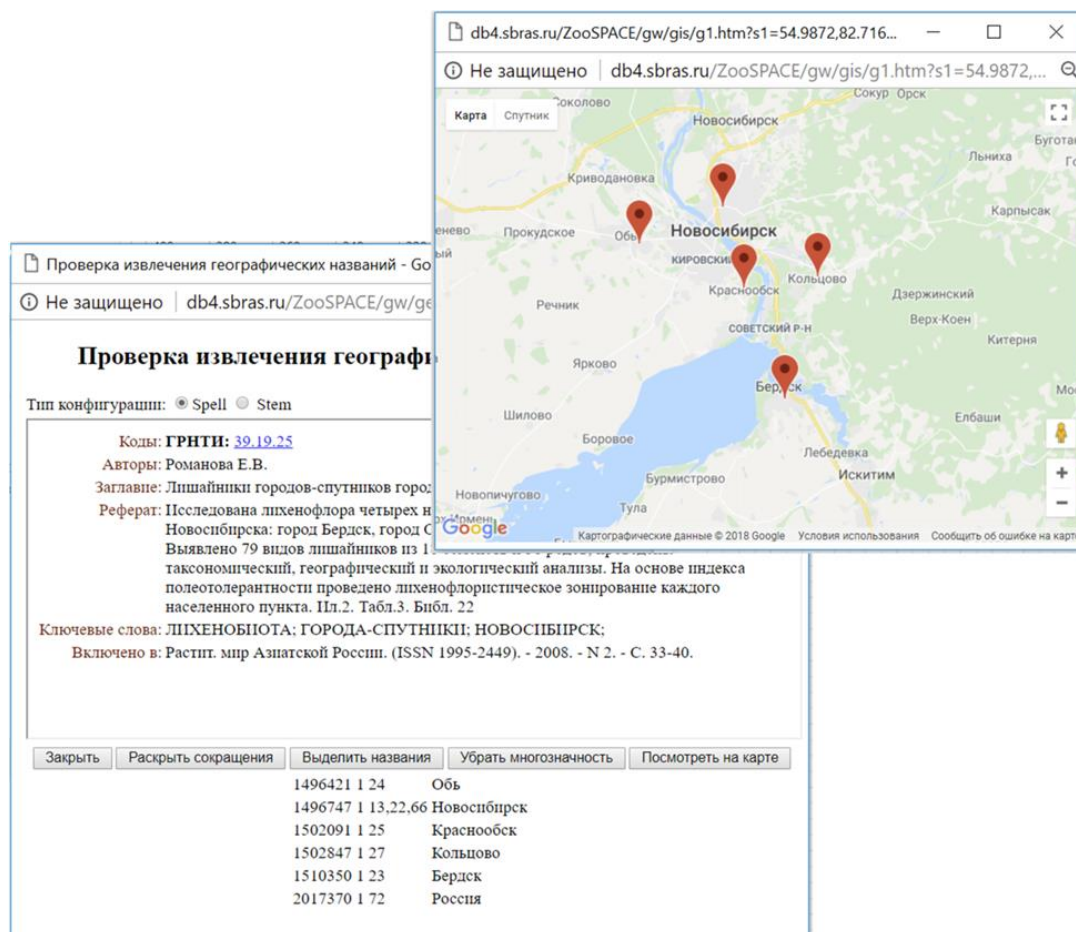 db4.sbras.ru/ZooSPACE/gw/gis/g1.htm?s1=54.9872,82.716...
Не защищено | db4.sbras.ru/ZooSPACE/gw/gis/g1.htm?s1=54.9872,...
Карта Спутник
Соколово
Сокур Орск
Новосибирск
Буготак
Льниха
Криводановка
Карпысак
Прокудское
Обь
Новосибирск
КИРОВСКИЙ
Краснообск
Кольцово
Речник
Дзержинский
Верх-Коен
СОВЕТСКИЙ Р-Н
Китерня
Ярково
Бердск
Шилово
Елбаши
Боровое
Лебедевка
Бурмистрово
Искитим
Новопичугово
Тула
Google
Картографические данные © 2018 Google Условия использования Сообщить об ошибке на карте
Проверка извлечения географических названий - Go
Не защищено | db4.sbras.ru/ZooSPACE/gw/ge
Проверка извлечения географи
Тип конфигурации: Spell Stem
Коды: ГРНТИ: 39.19.25
Авторы: Романова Е.В.
Заглавие: Лишайники городов-спутников город
Реферат: Исследована лихенофлора четырех н
Новосибирска: город Бердск, город О
Выявлено 79 видов лишайников из
таксономический, географический и экологический анализы. На основе индекса
полеотолерантности проведено лихенофлористическое зонирование каждого
населенного пункта. Ил.2. Табл.3. Библ. 22
Ключевые слова: ЛИХЕНОБИОТА; ГОРОДА-СПУТНИКИ; НОВОСИБИРСК;
Включено в: Растит. мир Азиатской России. (ISSN 1995-2449). - 2008. - N 2. - С. 33-40.
Закрыть Раскрыть сокращения Выделить названия Убрать многозначность Посмотреть на карте
1496421 1 24 Обь
1496747 1 13,22,66 Новосибирск
1502091 1 25 Краснообск
1502847 1 27 Кольцово
1510350 1 23 Бердск
2017370 1 72 Россия